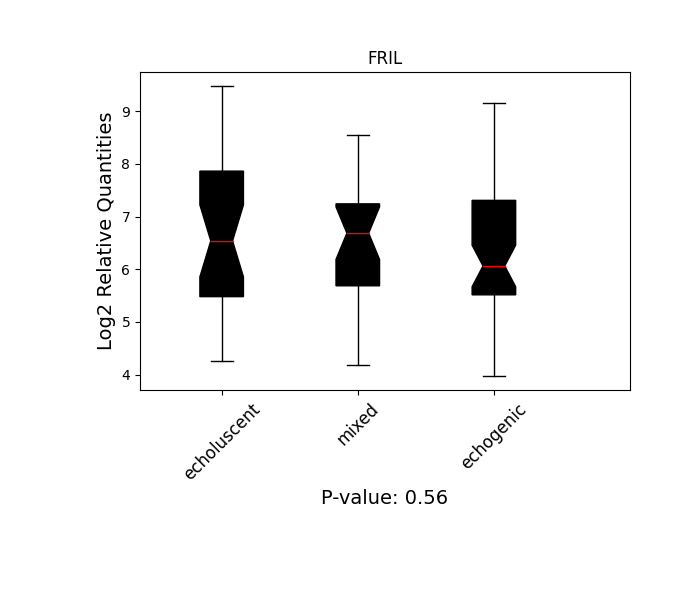 FRIL
Log2 Relative Quantities
9
8
7
6
5
4
echoluscent
mixed
echogenic
P-value: 0.56